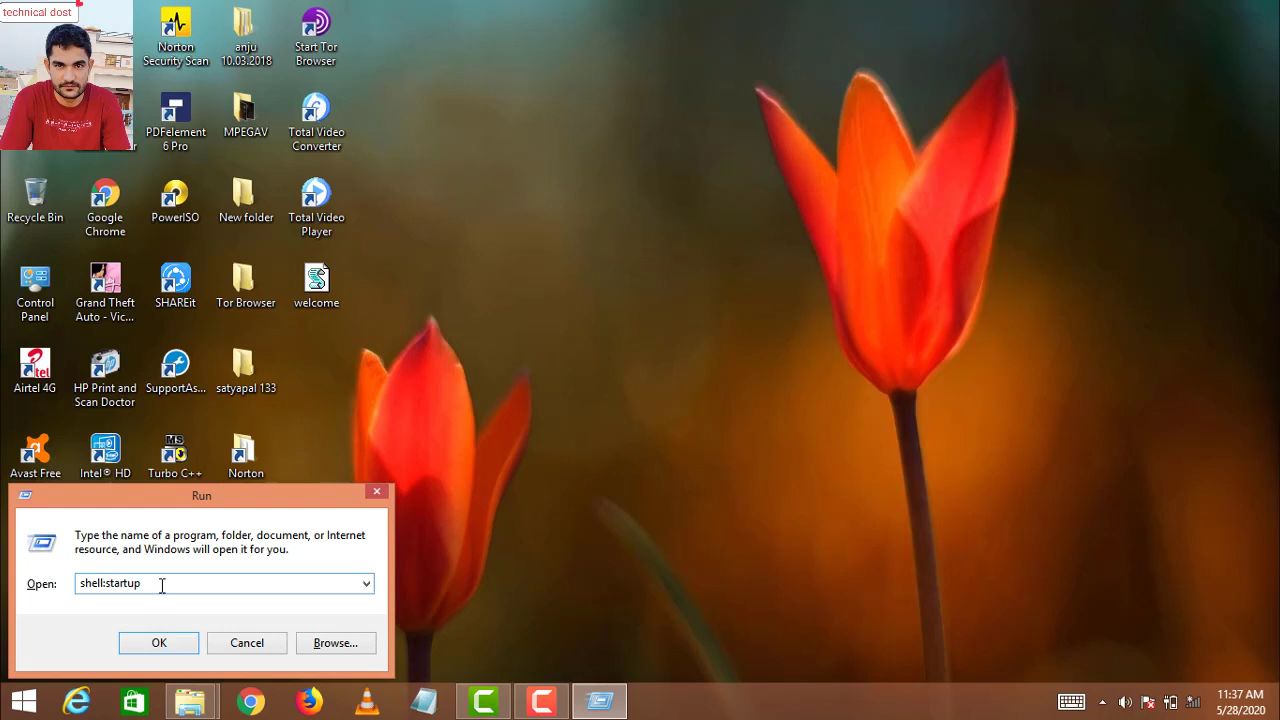 technical dost
Norton
Security Scan
anju
10.03.2018
Start Tor
Browser
PDFelement
6 Pro
MPEGAV
Total Video
Converter
Recycle Bin
Google
Chrome
PowerISO
New folder
Total Video
Player
Control
Panel
Grand Theft
Auto - Vic...
SHAREit
Tor Browser
welcome
airtel
Airtel 4G
HP Print and
Scan Doctor
SupportAs...
satyapal 133
Avast Free
Intel® HD
MS
Turbo C++
Norton
Run
Type the name of a program, folder, document, or Internet
resource, and Windows will open it for you.
Open:
shell:startup
OK
Cancel
Browse...
11:37 AM
5/28/2020